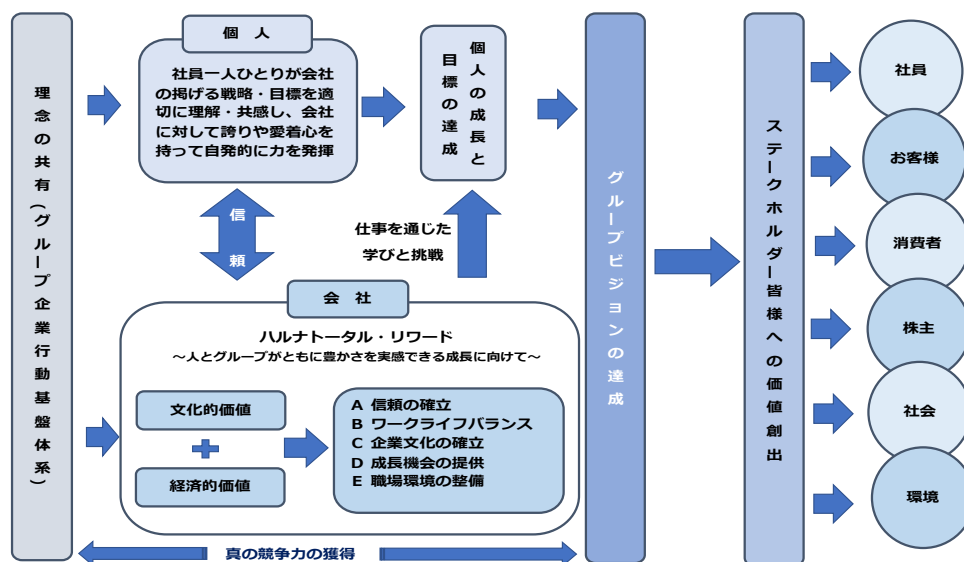 理念の共有(グループ企業行動基盤体系)
個 人
社員一人ひとりが会社
の掲げる戦略・目標を適
切に理解・共感し、会社
に対して誇りや愛着心を
持って自発的に力を発揮
個人の成長と
目標の達成
信
頼
仕事を通じた
学びと挑戦
会 社
ハルナトータル・リワード
~人とグループがともに豊かさを実感できる成長に向けて~
文化的価値
経済的価値
A 信頼の確立
B ワークライフバランス
C 企業文化の確立
D 成長機会の提供
E 職場環境の整備
真の競争力の獲得
グループビジョンの達成
ステークホルダー皆様への価値創出
社員
お客様
消費者
株主
社会
環境